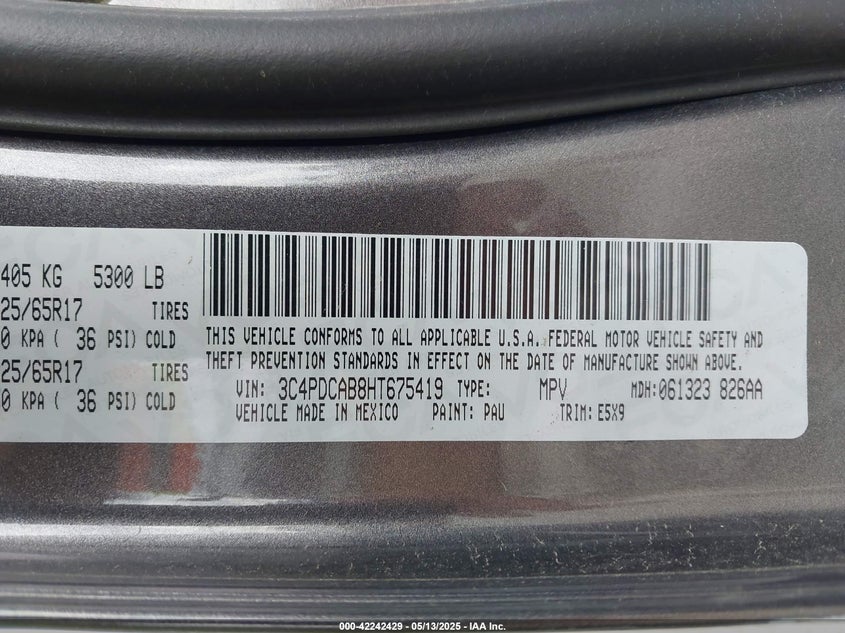 405 KG 5300 LB
25/65R17 TIRES
0 KPA ( 36 PSI) COLD
25/65R17 TIRES
0 KPA ( 36 PSI) COLD
THIS VEHICLE CONFORMS TO ALL APPLICABLE U.S.A. FEDERAL MOTOR VEHICLE SAFETY AND
THEFT PREVENTION STANDARDS IN EFFECT ON THE DATE OF MANUFACTURE SHOWN ABOVE.
VIN: 3C4PDCAB8HT675419 TYPE: MPV MDH:061323 826AA
VEHICLE MADE IN MEXICO PAINT: PAU TRIM: E5X9
000-42242429 — 05/13/2025 — IAA Inc.